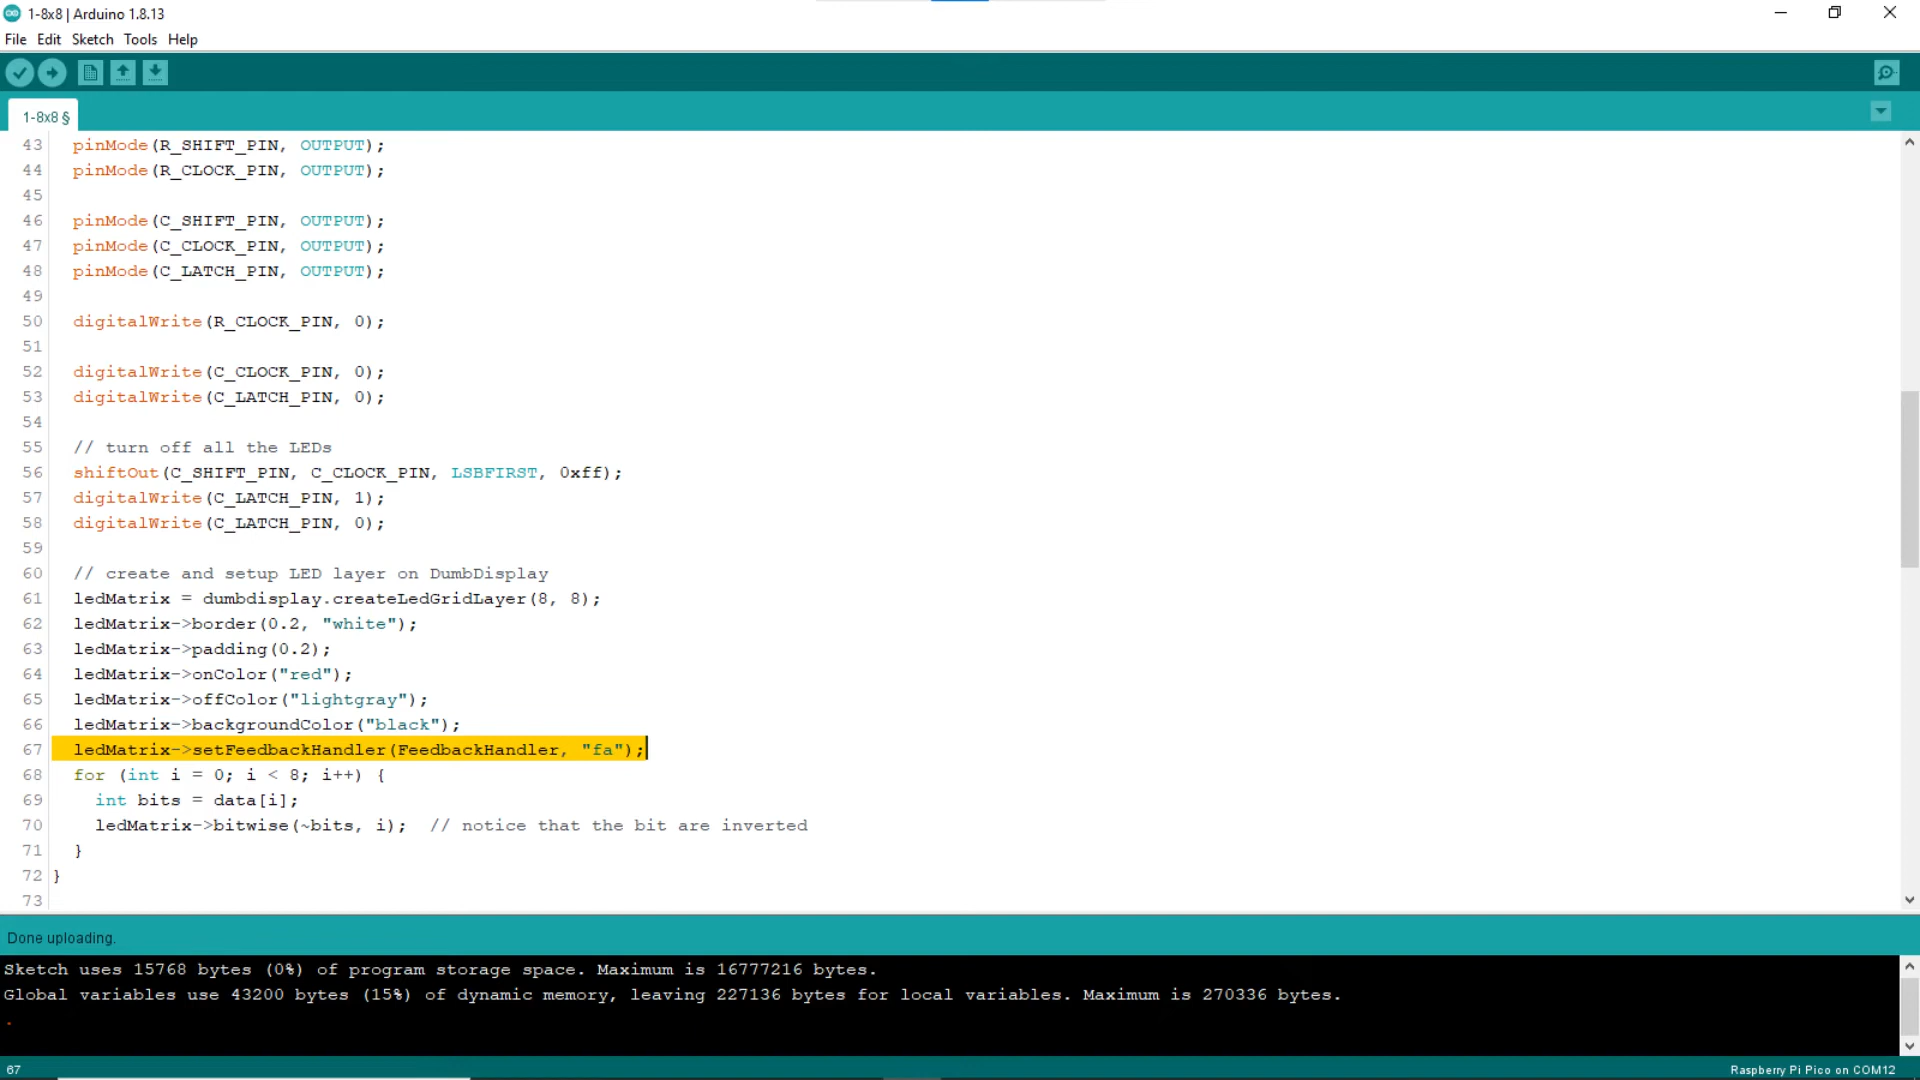 1-8x8 | Arduino 1.8.13
File Edit Sketch Tools Help
1-8x8 §
43 pinMode(R_SHIFT_PIN, OUTPUT);
44 pinMode(R_CLOCK_PIN, OUTPUT);
45
46 pinMode(C_SHIFT_PIN, OUTPUT);
47 pinMode(C_CLOCK_PIN, OUTPUT);
48 pinMode(C_LATCH_PIN, OUTPUT);
49
50 digitalWrite(R_CLOCK_PIN, 0);
51
52 digitalWrite(C_CLOCK_PIN, 0);
53 digitalWrite(C_LATCH_PIN, 0);
54
55 // turn off all the LEDs
56 shiftOut(C_SHIFT_PIN, C_CLOCK_PIN, LSBFIRST, 0xff);
57 digitalWrite(C_LATCH_PIN, 1);
58 digitalWrite(C_LATCH_PIN, 0);
59
60 // create and setup LED layer on DumbDisplay
61 ledMatrix = dumbdisplay.createLedGridLayer(8, 8);
62 ledMatrix->border(0.2, "white");
63 ledMatrix->padding(0.2);
64 ledMatrix->onColor("red");
65 ledMatrix->offColor("lightgray");
66 ledMatrix->backgroundColor("black");
67 ledMatrix->setFeedbackHandler(FeedbackHandler, "fa");
68 for (int i = 0; i < 8; i++) {
69 int bits = data[i];
70 ledMatrix->bitwise(~bits, i); // notice that the bit are inverted
71 }
72 }
73
Done uploading.
Sketch uses 15768 bytes (0%) of program storage space. Maximum is 16777216 bytes.
Global variables use 43200 bytes (15%) of dynamic memory, leaving 227136 bytes for local variables. Maximum is 270336 bytes.
.
67 Raspberry Pi Pico on COM12